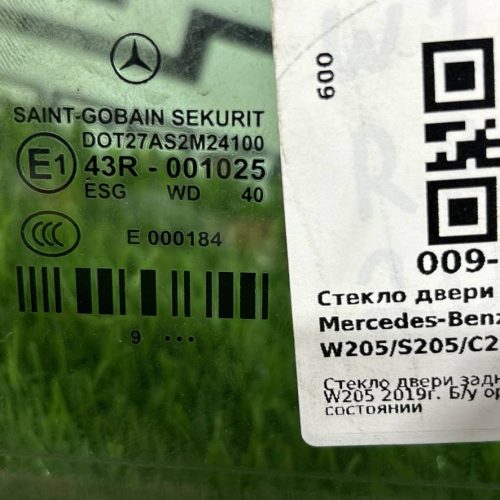 SAINT-GOBAIN SEKURIT
DOT27AS2M24100
E1 43R - 001025
ESG WD 40
CCC E 000184
9 ...
600
009-
Стекло двери
Mercedes-Benz
W205/S205/C2
Стекло двери задн
W205 2019г. Б/у ор
состоянии